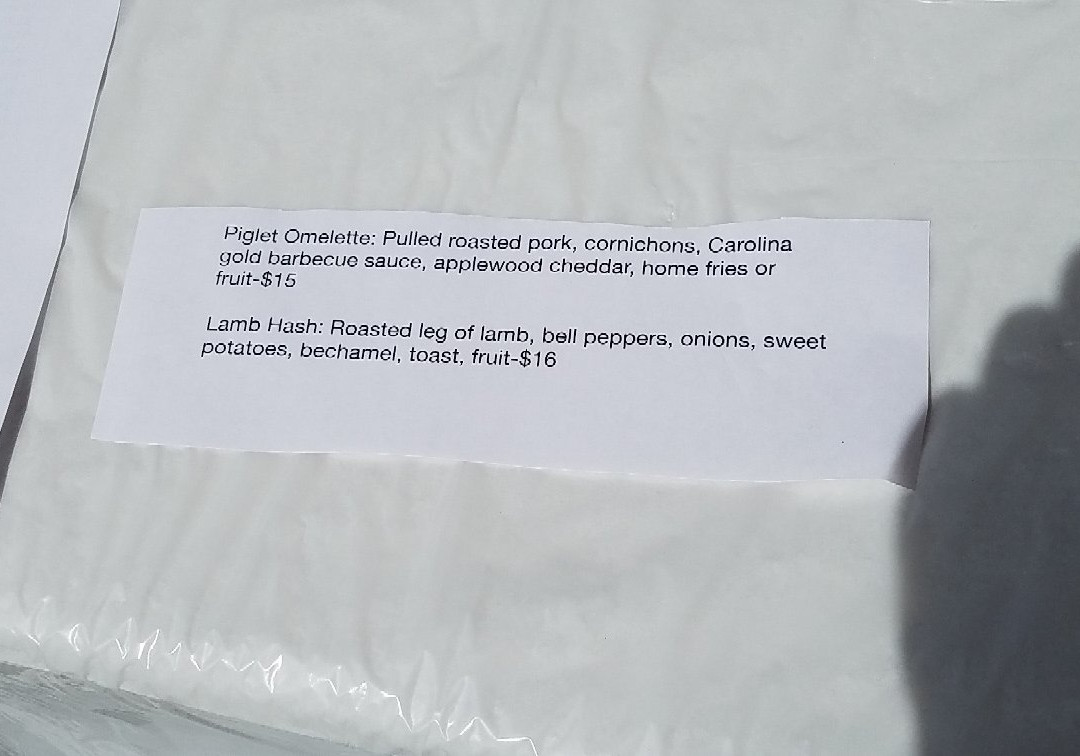 Piglet Omelette: Pulled roasted pork, cornichons, Carolina
gold barbecue sauce, applewood cheddar, home fries or
fruit-$15
Lamb Hash: Roasted leg of lamb, bell peppers, onions, sweet
potatoes, bechamel, toast, fruit-$16